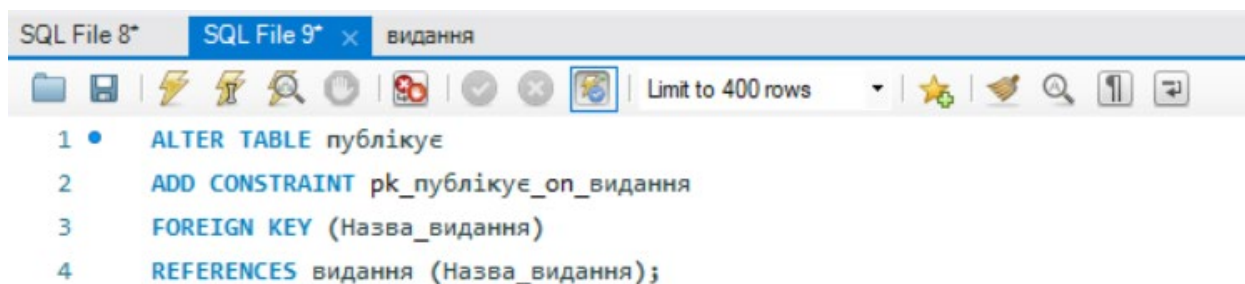 SQL File 8* SQL File 9* × видання
Limit to 400 rows
1 ALTER TABLE публікує
2 ADD CONSTRAINT pk_публікує_on_видання
3 FOREIGN KEY (Назва_видання)
4 REFERENCES видання (Назва_видання);